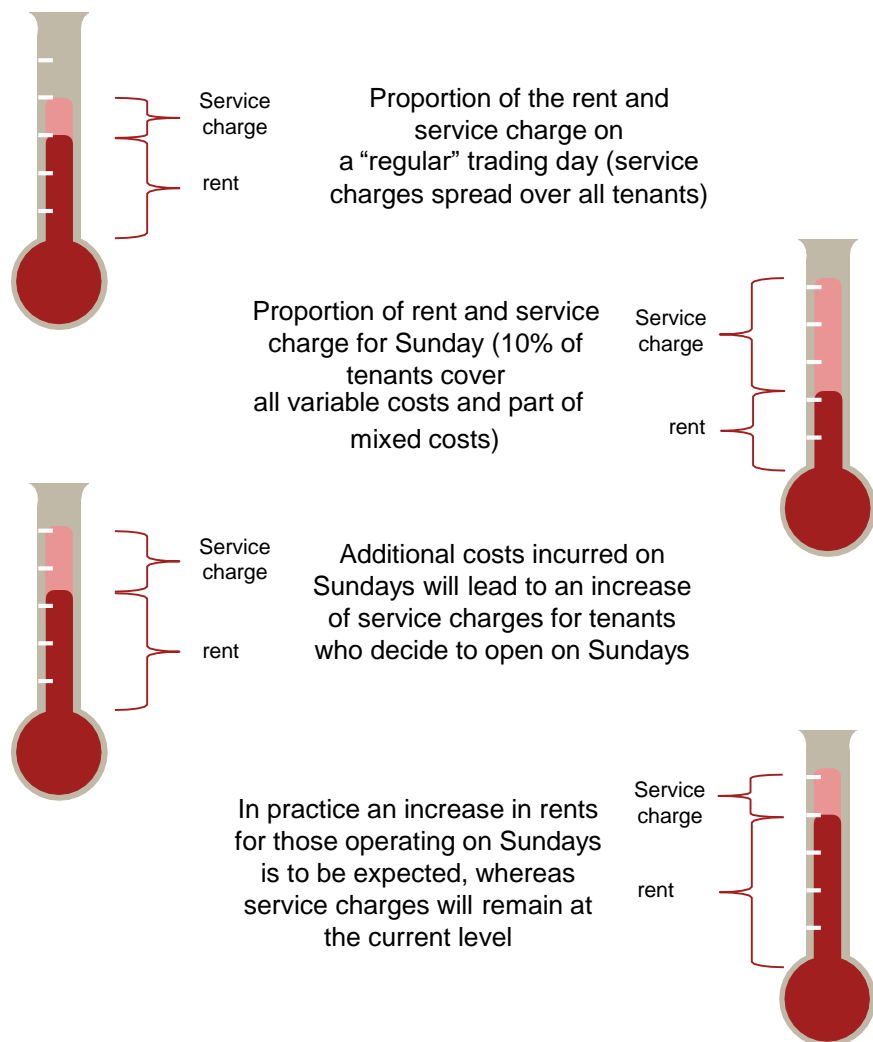 Service
charge
rent
Proportion of the rent and
service charge on
a “regular” trading day (service
charges spread over all tenants)
Proportion of rent and service
charge for Sunday (10% of
tenants cover
all variable costs and part of
mixed costs)
Service
charge
rent
Service
charge
rent
Additional costs incurred on
Sundays will lead to an increase
of service charges for tenants
who decide to open on Sundays
In practice an increase in rents
for those operating on Sundays
is to be expected, whereas
service charges will remain at
the current level
Service
charge
rent